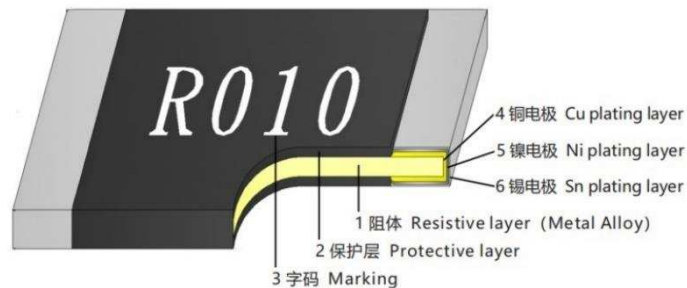 R010
4 铜电极 Cu plating layer
5 镍电极 Ni plating layer
6 锡电极 Sn plating layer
1 阻体 Resistive layer (Metal Alloy)
2 保护层 Protective layer
3 字码 Marking